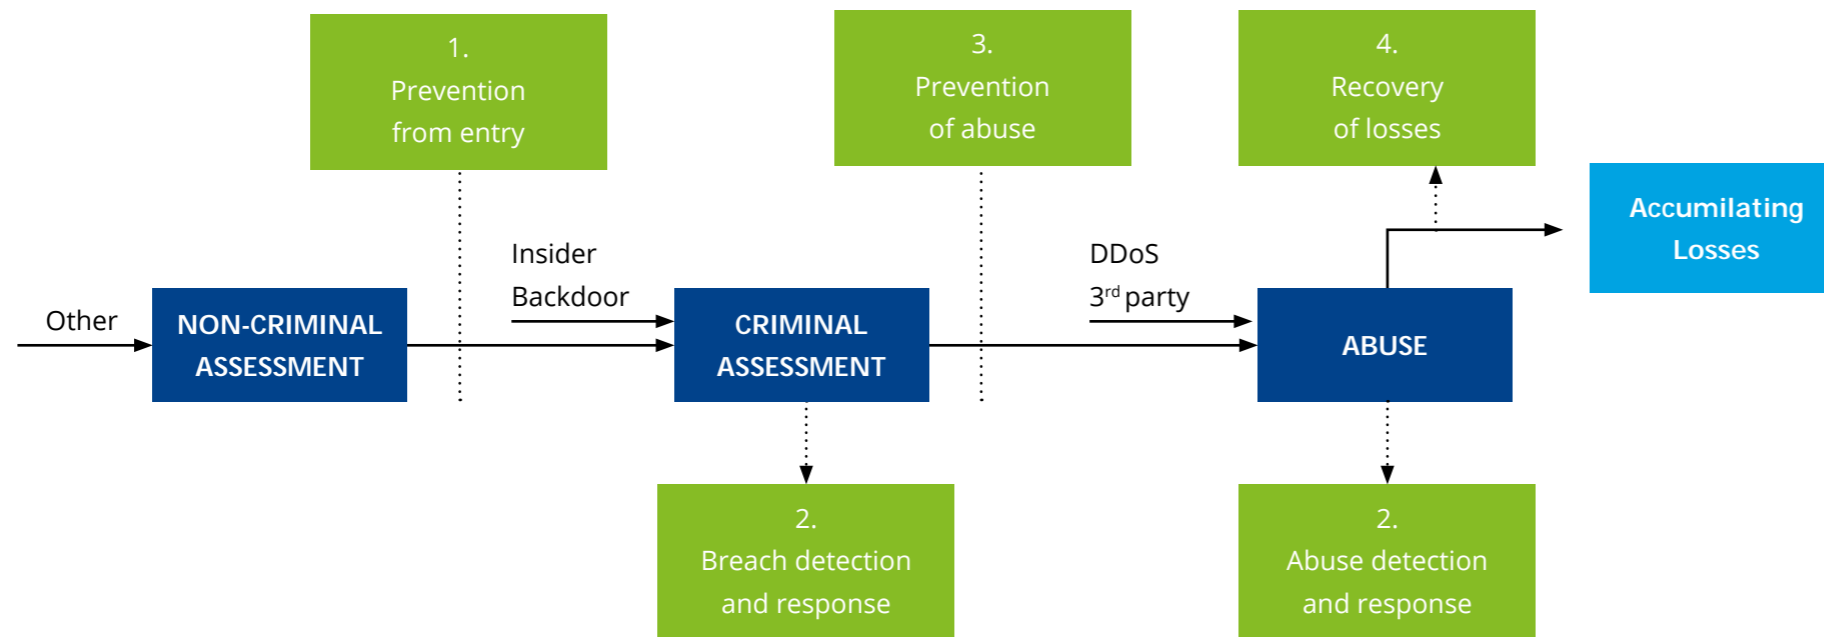 1.
Prevention
from entry
3.
Prevention
of abuse
4.
Recovery
of losses
Accumilating
Losses
Insider
Backdoor
DDoS
3rd party
Other
NON-CRIMINAL
ASSESSMENT
CRIMINAL
ASSESSMENT
ABUSE
2.
Breach detection
and response
2.
Abuse detection
and response